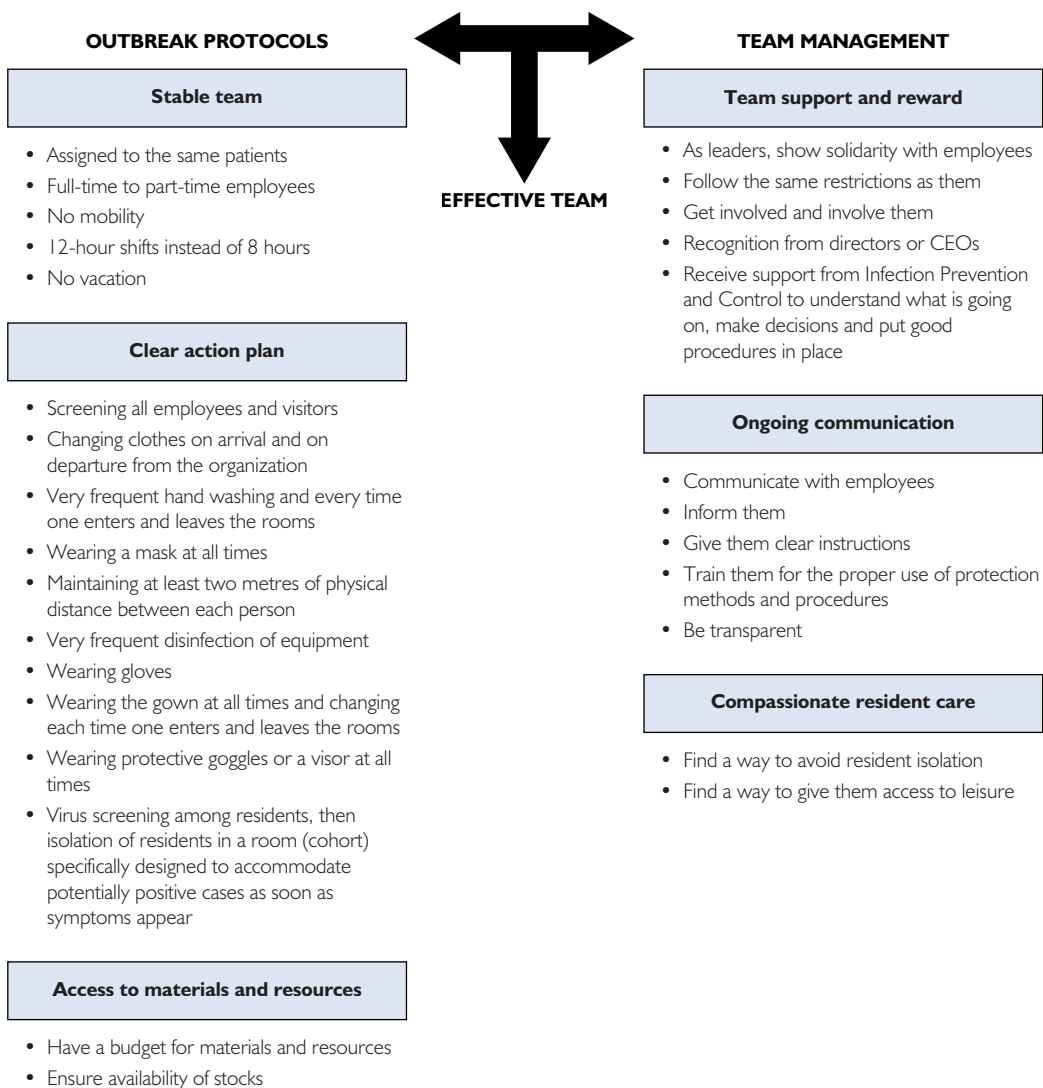 OUTBREAK PROTOCOLS
Stable team
• Assigned to the same patients
• Full-time to part-time employees
• No mobility
• 12-hour shifts instead of 8 hours
• No vacation
Clear action plan
• Screening all employees and visitors
• Changing clothes on arrival and on
departure from the organization
• Very frequent hand washing and every time
one enters and leaves the rooms
• Wearing a mask at all times
• Maintaining at least two metres of physical
distance between each person
• Very frequent disinfection of equipment
• Wearing gloves
• Wearing the gown at all times and changing
each time one enters and leaves the rooms
• Wearing protective goggles or a visor at all
times
• Virus screening among residents, then
isolation of residents in a room (cohort)
specifically designed to accommodate
potentially positive cases as soon as
symptoms appear
Access to materials and resources
• Have a budget for materials and resources
• Ensure availability of stocks
EFFECTIVE TEAM
TEAM MANAGEMENT
Team support and reward
• As leaders, show solidarity with employees
• Follow the same restrictions as them
• Get involved and involve them
• Recognition from directors or CEOs
• Receive support from Infection Prevention
and Control to understand what is going
on, make decisions and put good
procedures in place
Ongoing communication
• Communicate with employees
• Inform them
• Give them clear instructions
• Train them for the proper use of protection
methods and procedures
• Be transparent
Compassionate resident care
• Find a way to avoid resident isolation
• Find a way to give them access to leisure